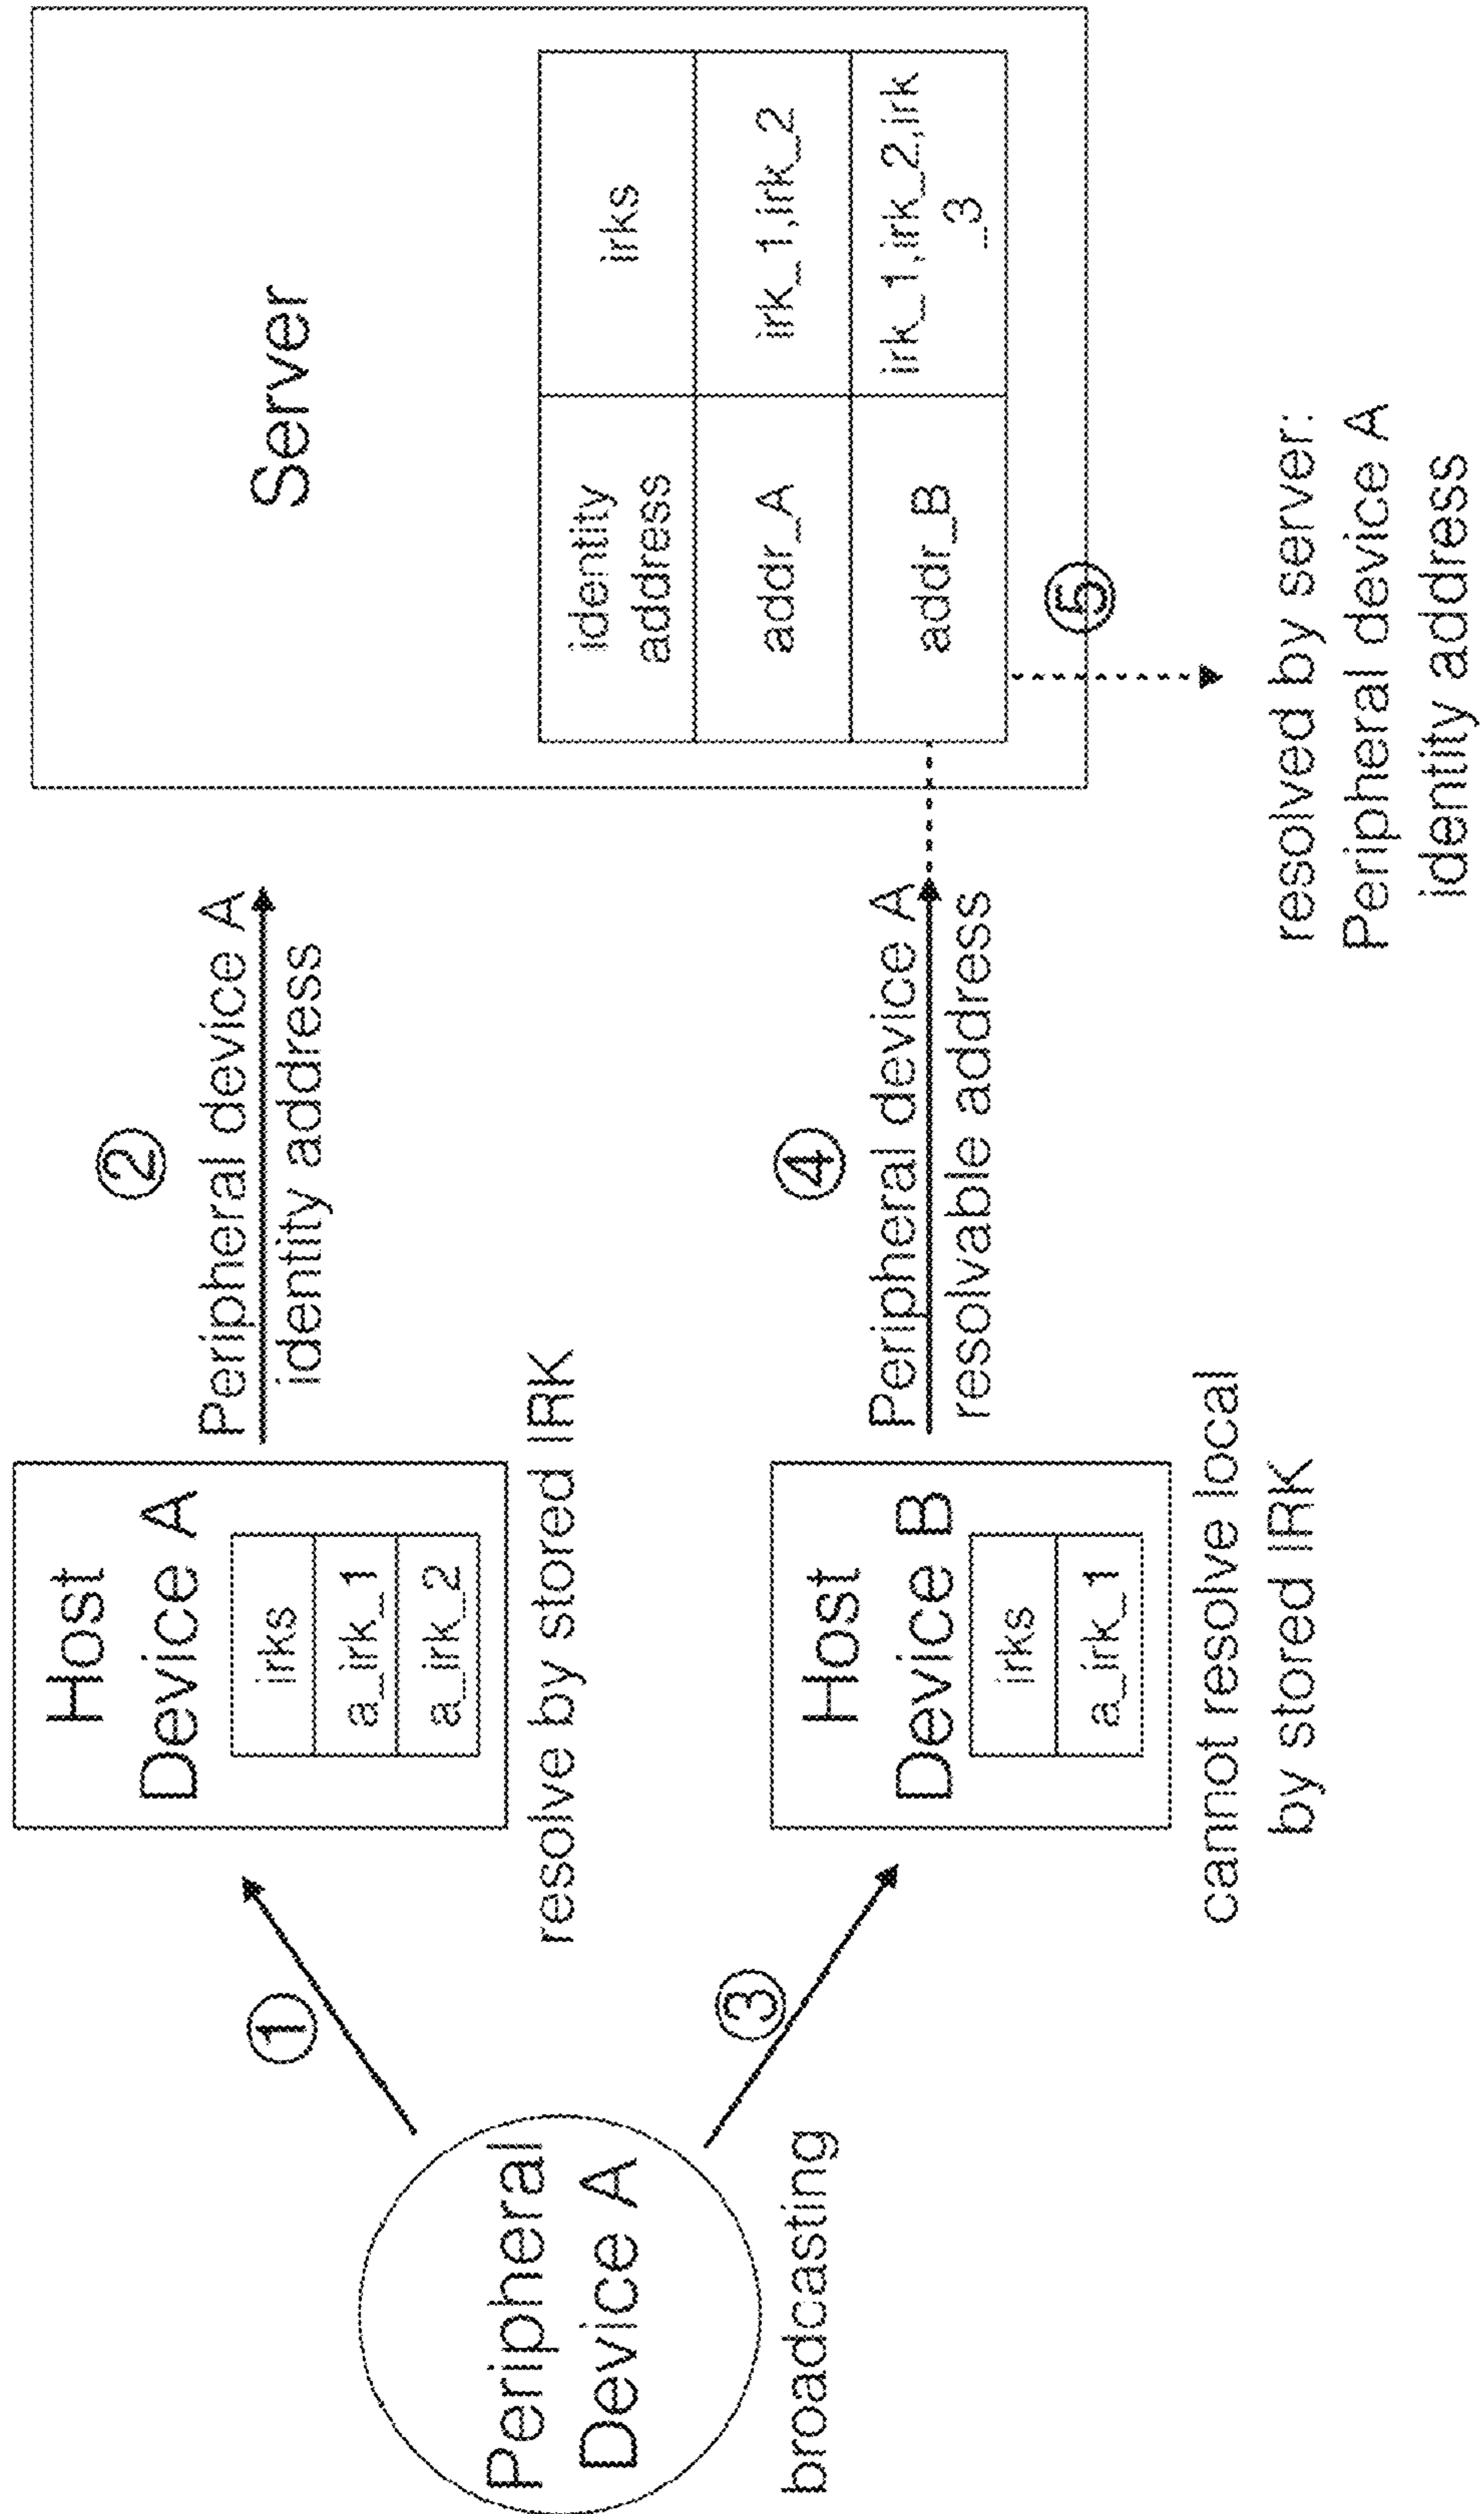 Peripheral
Device A
broadcasting
①
③
Host
Device A
irks
a_irk_1
a_irk_2
resolve by stored IRK
Host
Device B
irks
a_irk_1
cannot resolve local
by stored IRK
②
Peripheral device A
identity address
④
Peripheral device A
resolvable address
Server
identity
address
irks
addr_A
irk_1,irk_2
addr_B
irk_1,irk_2,irk
_3
⑤
resolved by server:
Peripheral device A
identity address